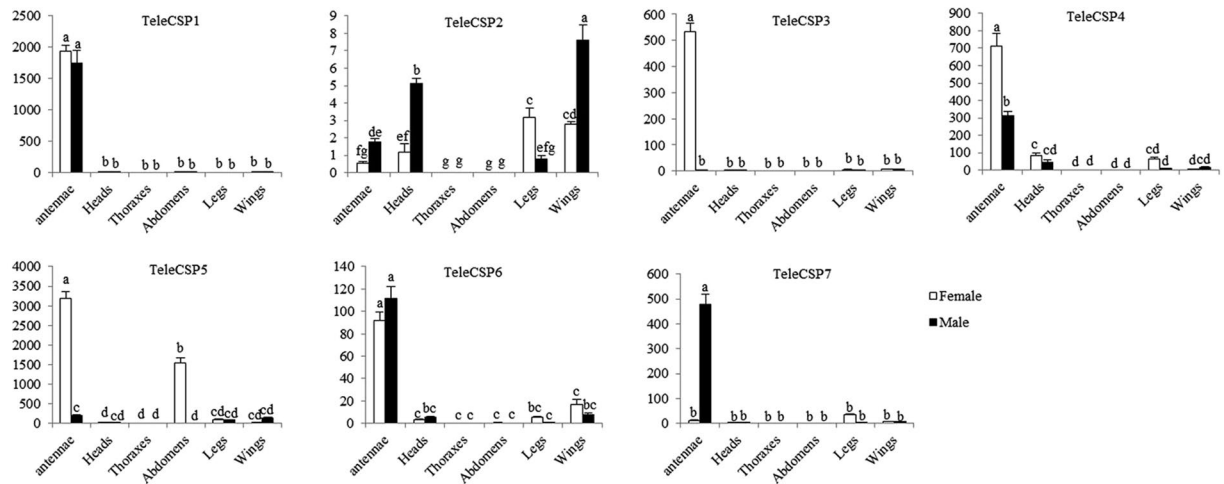 TeleCSP1
2500
2000
1500
1000
500
0
a a
b b
b b
b b
b b
b b
antennae
Heads
Thoraxes
Abdomens
Legs
Wings
TeleCSP2
9
8
7
6
5
4
3
2
1
0
fg de
ef b
g g
g g
c efg
cd a
antennae
Heads
Thoraxes
Abdomens
Legs
Wings
TeleCSP3
600
500
400
300
200
100
0
a b
b b
b b
b b
b b
b b
antennae
Heads
Thoraxes
Abdomens
Legs
Wings
TeleCSP4
900
800
700
600
500
400
300
200
100
0
a b
c cd
d d
d d
cd d
dcd
antennae
Heads
Thoraxes
Abdomens
Legs
Wings
TeleCSP5
4000
3500
3000
2500
2000
1500
1000
500
0
a c
d cd
d d
b d
cd cd
cd cd
antennae
Heads
Thoraxes
Abdomens
Legs
Wings
TeleCSP6
140
120
100
80
60
40
20
0
a a
c bc
c c
c c
bc c
c bc
antennae
Heads
Thoraxes
Abdomens
Legs
Wings
TeleCSP7
600
500
400
300
200
100
0
b a
b b
b b
b b
b b
b b
antennae
Heads
Thoraxes
Abdomens
Legs
Wings
Female
Male